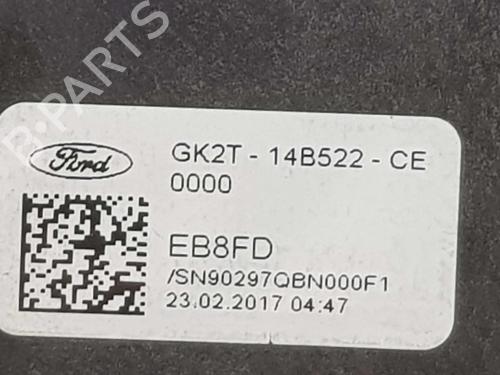 B-PARTS
Ford
GK2T - 14B522 - CE
0000
EB8FD
/SN90297QBN000F1
23.02.2017 04:47